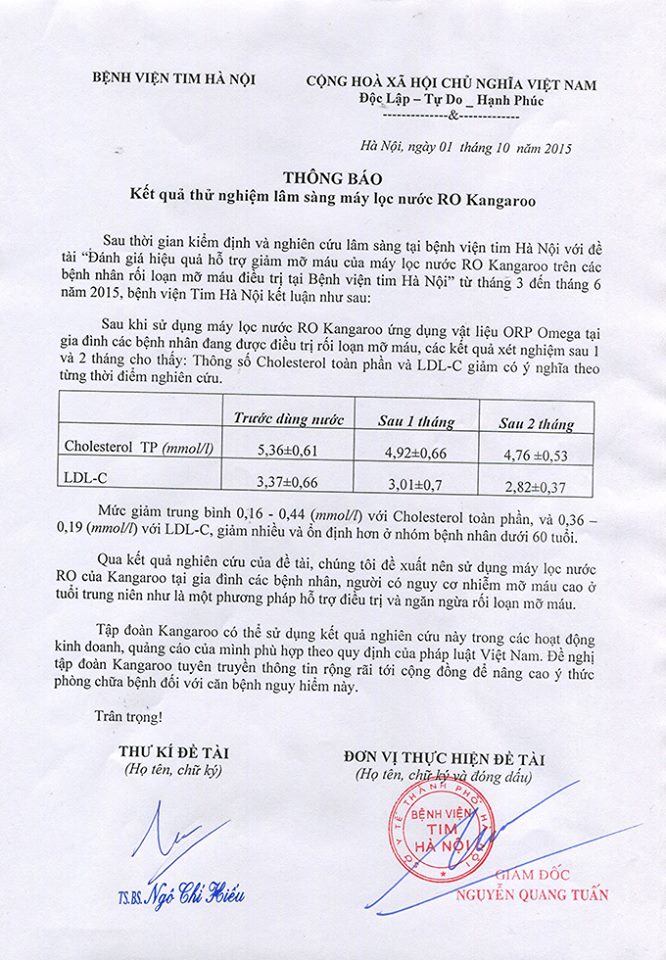 BỆNH VIỆN TIM HÀ NỘI
CỘNG HOÀ XÃ HỘI CHỦ NGHĨA VIỆT NAM
Độc Lập – Tự Do _ Hạnh Phúc
--------------&-------------
Hà Nội, ngày 01 tháng 10 năm 2015
THÔNG BÁO
Kết quả thử nghiệm lâm sàng máy lọc nước RO Kangaroo
Sau thời gian kiểm định và nghiên cứu lâm sàng tại bệnh viện tim Hà Nội với đề
tài “Đánh giá hiệu quả hỗ trợ giảm mỡ máu của máy lọc nước RO Kangaroo trên các
bệnh nhân rối loạn mỡ máu điều trị tại Bệnh viện tim Hà Nội” từ tháng 3 đến tháng 6
năm 2015, bệnh viện Tim Hà Nội kết luận như sau:
Sau khi sử dụng máy lọc nước RO Kangaroo ứng dụng vật liệu ORP Omega tại
gia đình các bệnh nhân đang được điều trị rối loạn mỡ máu, các kết quả xét nghiệm sau 1
và 2 tháng cho thấy: Thông số Cholesterol toàn phần và LDL-C giảm có ý nghĩa theo
từng thời điểm nghiên cứu.
Trước dùng nước Sau 1 tháng Sau 2 tháng
Cholesterol TP (mmol/l) 5,36±0,61 4,92±0,66 4,76 ±0,53
LDL-C 3,37±0,66 3,01±0,7 2,82±0,37
Mức giảm trung bình 0,16 - 0,44 (mmol/l) với Cholesterol toàn phần, và 0,36 –
0,19 (mmol/l) với LDL-C, giảm nhiều và ổn định hơn ở nhóm bệnh nhân dưới 60 tuổi.
Qua kết quả nghiên cứu của đề tài, chúng tôi đề xuất nên sử dụng máy lọc nước
RO của Kangaroo tại gia đình các bệnh nhân, người có nguy cơ nhiễm mỡ máu cao ở
tuổi trung niên như là một phương pháp hỗ trợ điều trị và ngăn ngừa rối loạn mỡ máu.
Tập đoàn Kangaroo có thể sử dụng kết quả nghiên cứu này trong các hoạt động
kinh doanh, quảng cáo của mình phù hợp theo quy định của pháp luật Việt Nam. Đề nghị
tập đoàn Kangaroo tuyên truyền thông tin rộng rãi tới cộng đồng để nâng cao ý thức
phòng chữa bệnh đối với căn bệnh nguy hiểm này.
Trân trọng!
THƯ KÍ ĐỀ TÀI
(Họ tên, chữ ký)
ĐƠN VỊ THỰC HIỆN ĐỀ TÀI
(Họ tên, chữ ký và đóng dấu)
SỞ Y TẾ THÀNH PHỐ HÀ NỘI
BỆNH VIỆN
TIM
HÀ NỘI
TS.BS. Ngô Chí Hiếu
GIÁM ĐỐC
NGUYỄN QUANG TUẤN